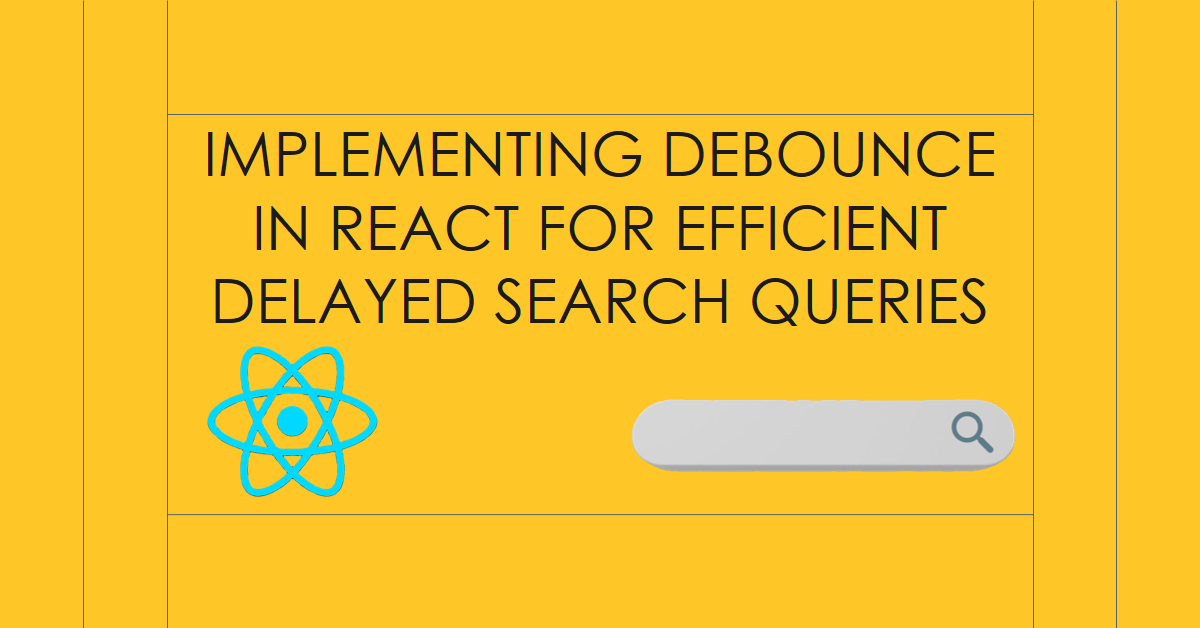 IMPLEMENTING DEBOUNCE
IN REACT FOR EFFICIENT
DELAYED SEARCH QUERIES